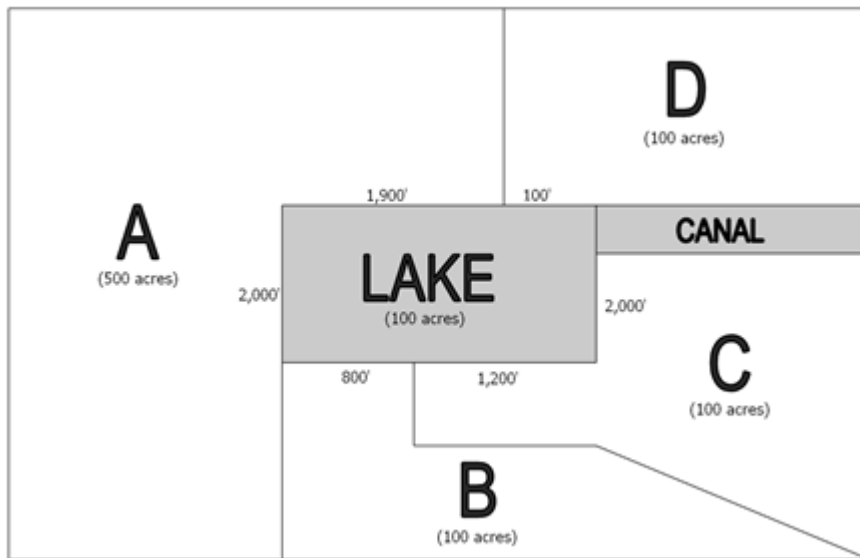 D
(100 acres)
1,900'
100'
A
(500 acres)
CANAL
LAKE
(100 acres)
2,000'
2,000'
C
(100 acres)
800'
1,200'
B
(100 acres)